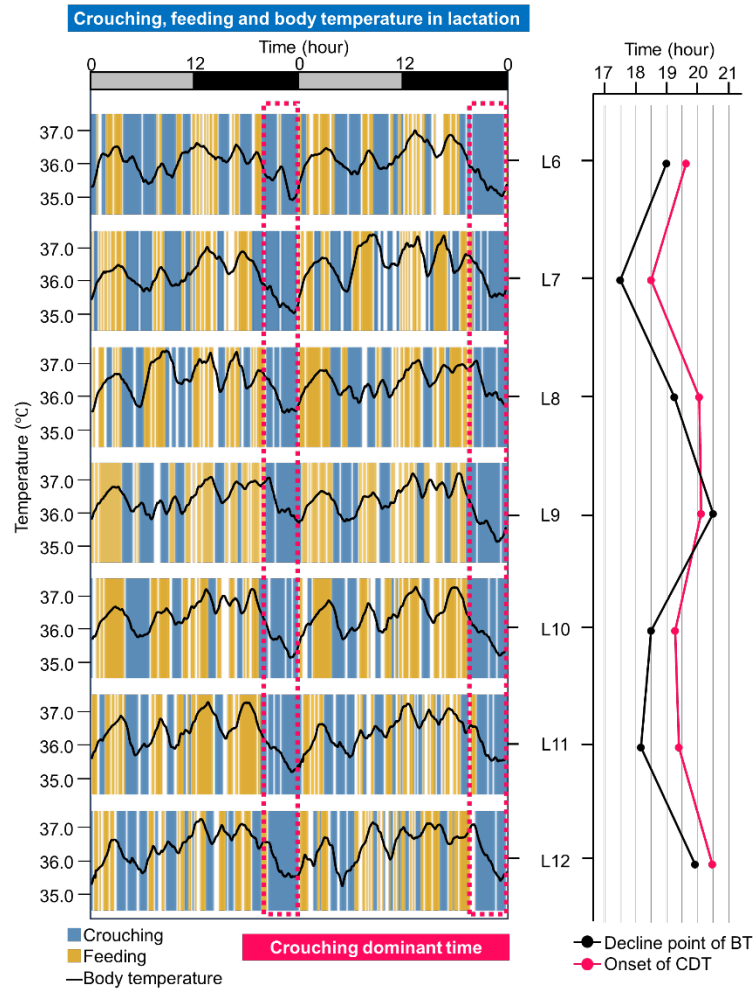 Crouching, feeding and body temperature in lactation
Time (hour)
0 12 0 12 0
Time (hour)
17 18 19 20 21
Temperature (℃)
37.0
36.0
35.0
L6
37.0
36.0
35.0
L7
37.0
36.0
35.0
L8
37.0
36.0
35.0
L9
37.0
36.0
35.0
L10
37.0
36.0
35.0
L11
37.0
36.0
35.0
L12
Crouching
Feeding
Body temperature
Crouching dominant time
Decline point of BT
Onset of CDT